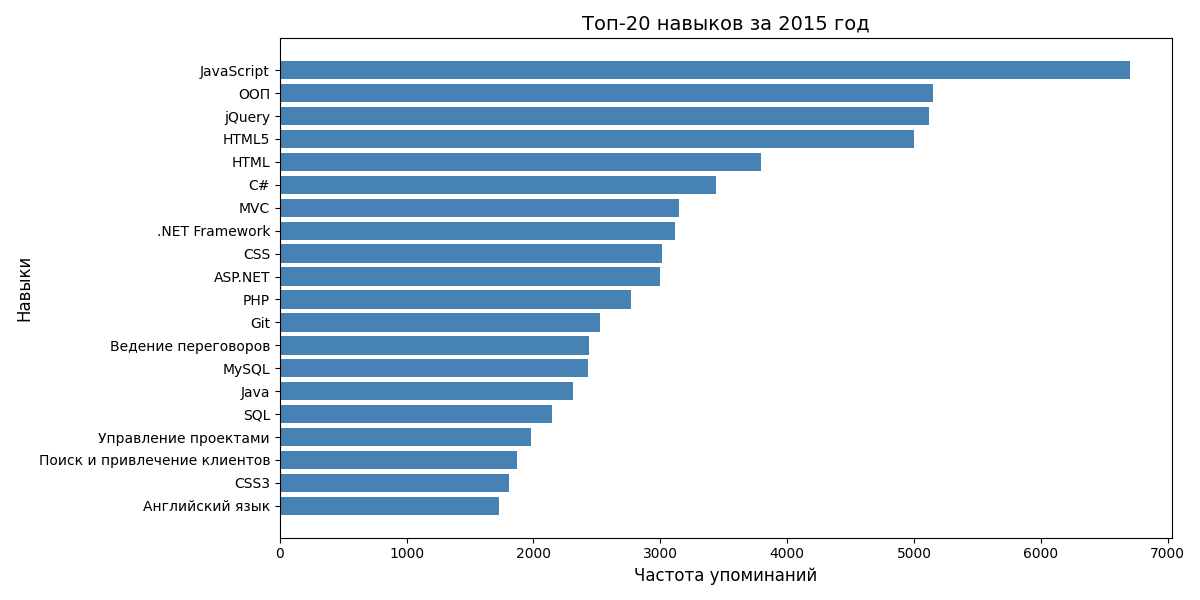 Топ-20 навыков за 2015 год
Навыки
JavaScript
ООП
jQuery
HTML5
HTML
C#
MVC
.NET Framework
CSS
ASP.NET
PHP
Git
Ведение переговоров
MySQL
Java
SQL
Управление проектами
Поиск и привлечение клиентов
CSS3
Английский язык
0 1000 2000 3000 4000 5000 6000 7000
Частота упоминаний